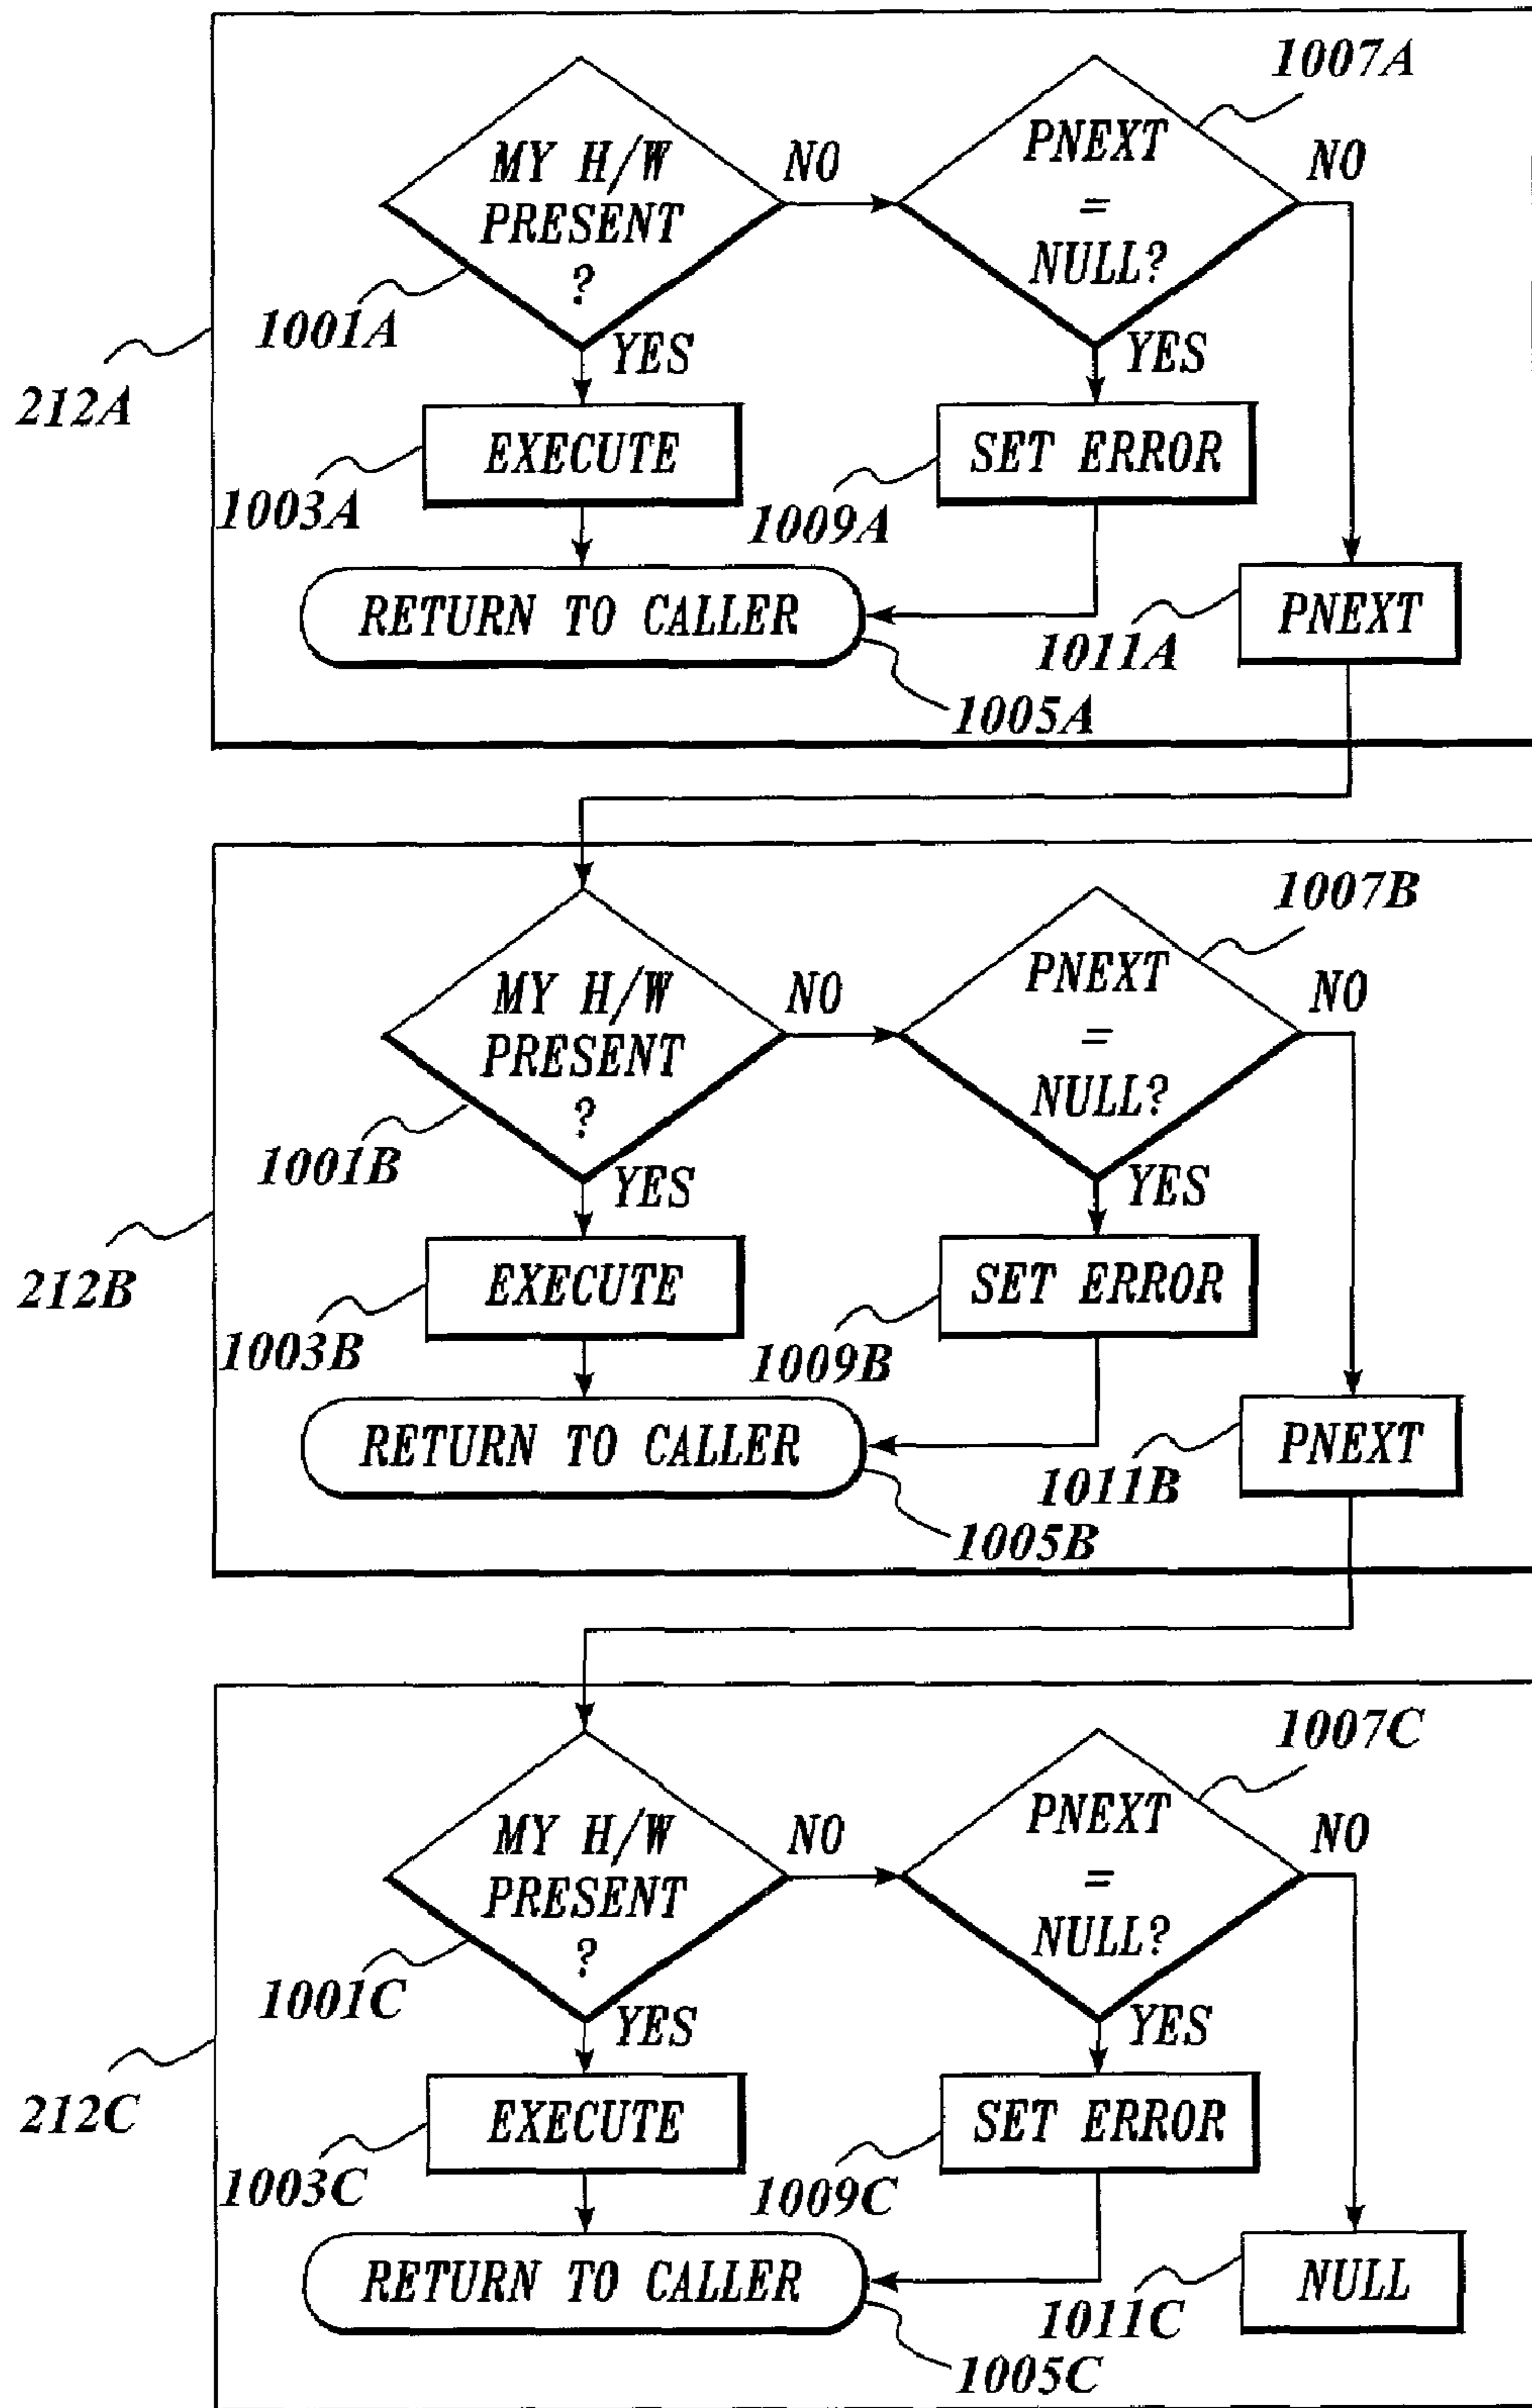 1007A
MY H/W
PRESENT
?
NO
PNEXT
=
NULL?
NO
1001A
YES
YES
212A
EXECUTE
SET ERROR
1003A
1009A
RETURN TO CALLER
1011A
PNEXT
1005A
1007B
MY H/W
PRESENT
?
NO
PNEXT
=
NULL?
NO
1001B
YES
YES
212B
EXECUTE
SET ERROR
1003B
1009B
RETURN TO CALLER
1011B
PNEXT
1005B
1007C
MY H/W
PRESENT
?
NO
PNEXT
=
NULL?
NO
1001C
YES
YES
212C
EXECUTE
SET ERROR
1003C
1009C
RETURN TO CALLER
1011C
NULL
1005C